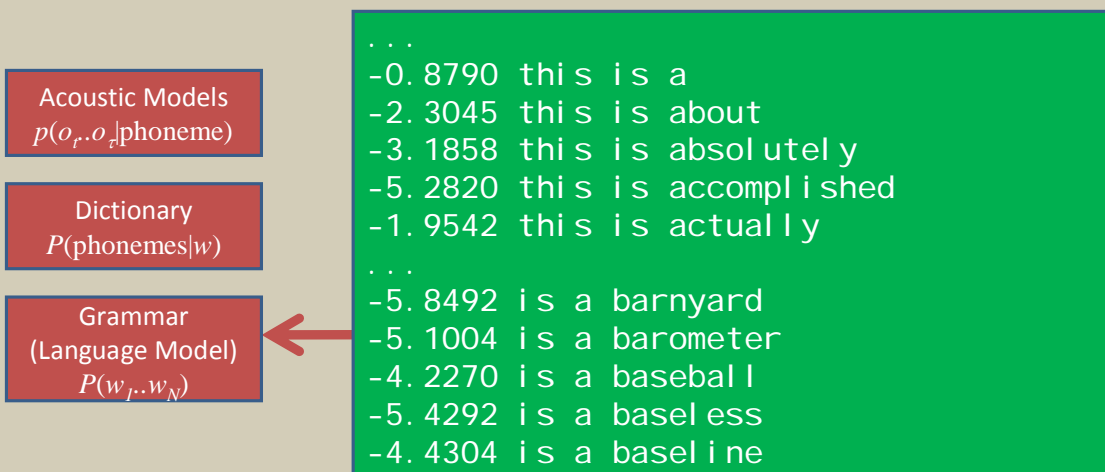 Acoustic Models
p(oₜ..o_τ|phoneme)
Dictionary
P(phonemes|w)
Grammar
(Language Model)
P(w₁..w_N)
...
-0.8790 this is a
-2.3045 this is about
-3.1858 this is absolutely
-5.2820 this is accomplished
-1.9542 this is actually
...
-5.8492 is a barnyard
-5.1004 is a barometer
-4.2270 is a baseball
-5.4292 is a baseless
-4.4304 is a baseline